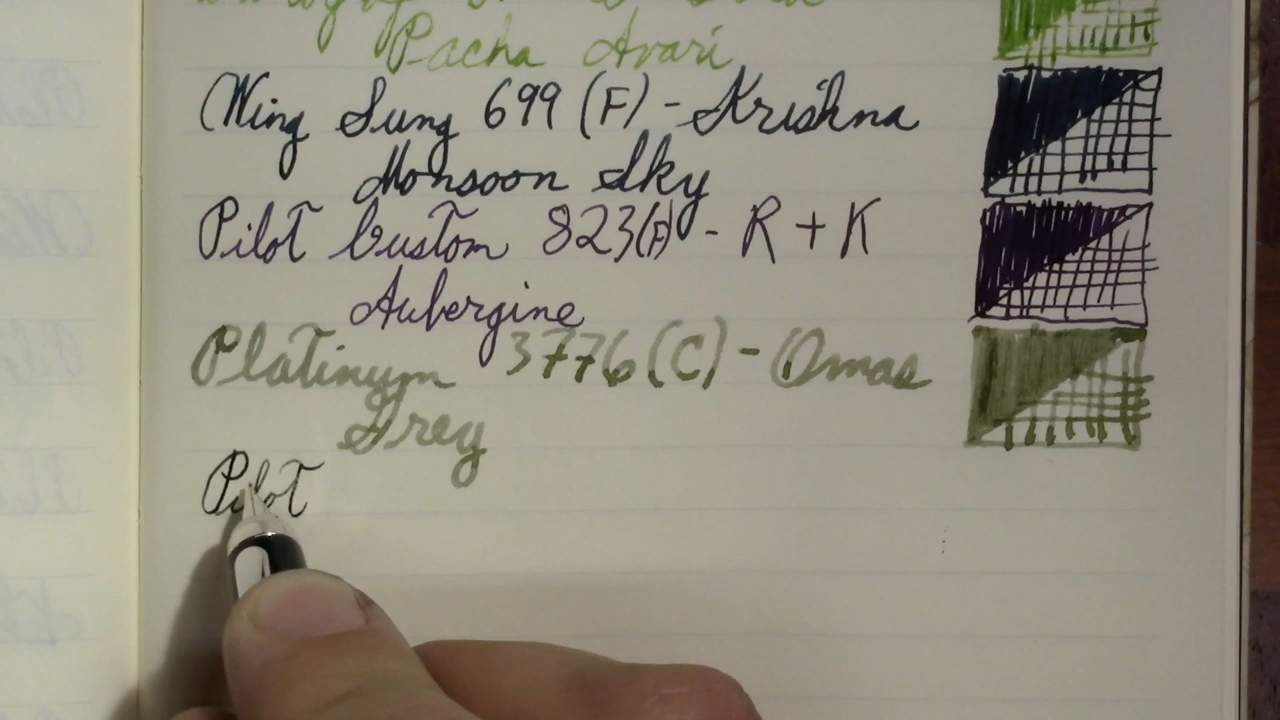 Pacha Avari
Wing Sung 699 (F) - Krishna
Monsoon Sky
Pilot Custom 823(F) - R + K
Aubergine
Platinum 3776 (C) - Omas
Grey
Pilot